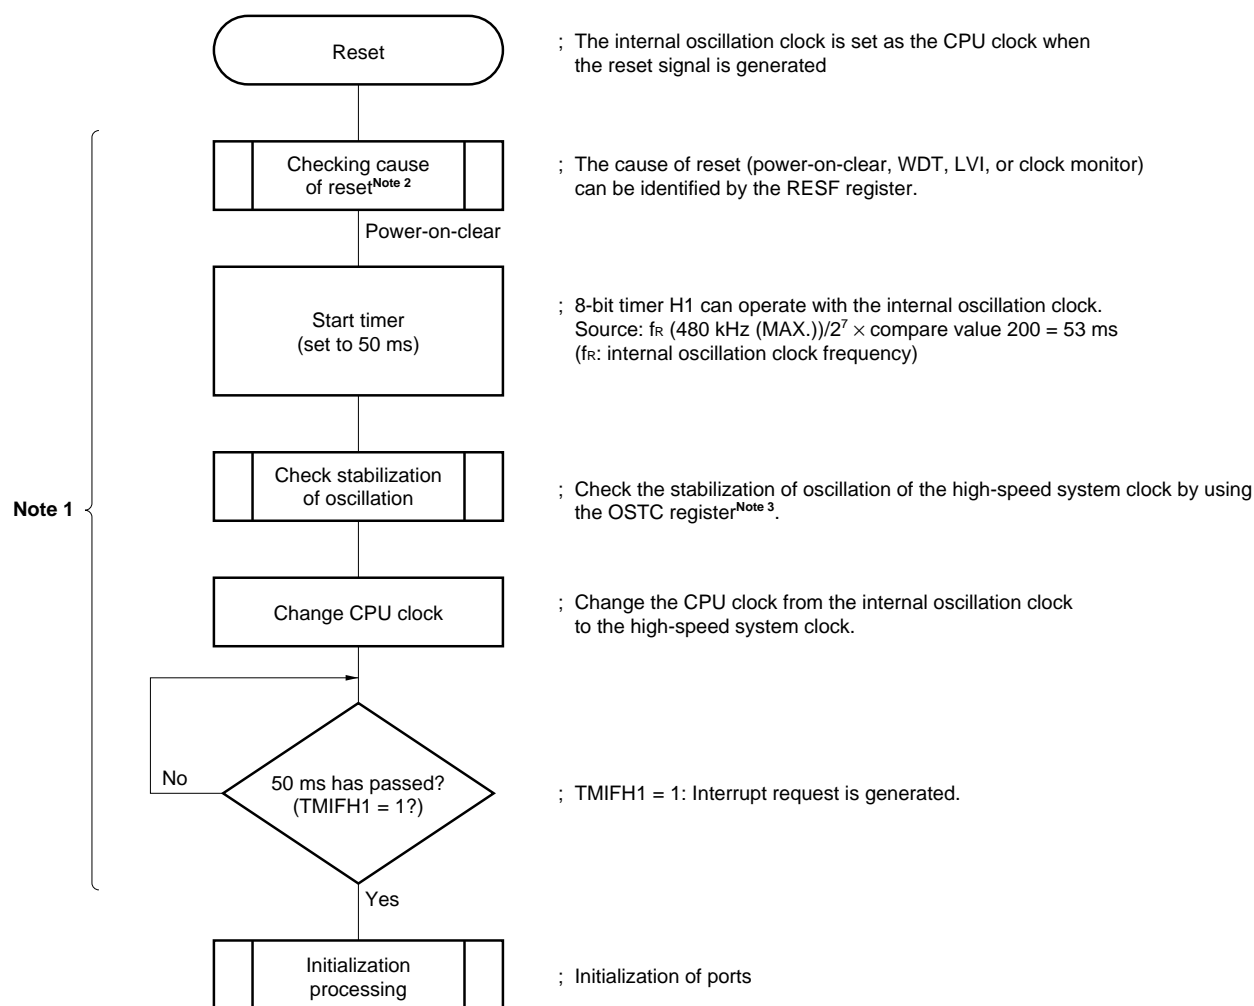 Reset
; The internal oscillation clock is set as the CPU clock when
the reset signal is generated
Checking cause
of reset^Note 2
; The cause of reset (power-on-clear, WDT, LVI, or clock monitor)
can be identified by the RESF register.
Power-on-clear
Start timer
(set to 50 ms)
; 8-bit timer H1 can operate with the internal oscillation clock.
Source: fR (480 kHz (MAX.))/2⁷ × compare value 200 = 53 ms
(fR: internal oscillation clock frequency)
Note 1
Check stabilization
of oscillation
; Check the stabilization of oscillation of the high-speed system clock by using
the OSTC register^Note 3.
Change CPU clock
; Change the CPU clock from the internal oscillation clock
to the high-speed system clock.
No
50 ms has passed?
(TMIFH1 = 1?)
; TMIFH1 = 1: Interrupt request is generated.
Yes
Initialization
processing
; Initialization of ports